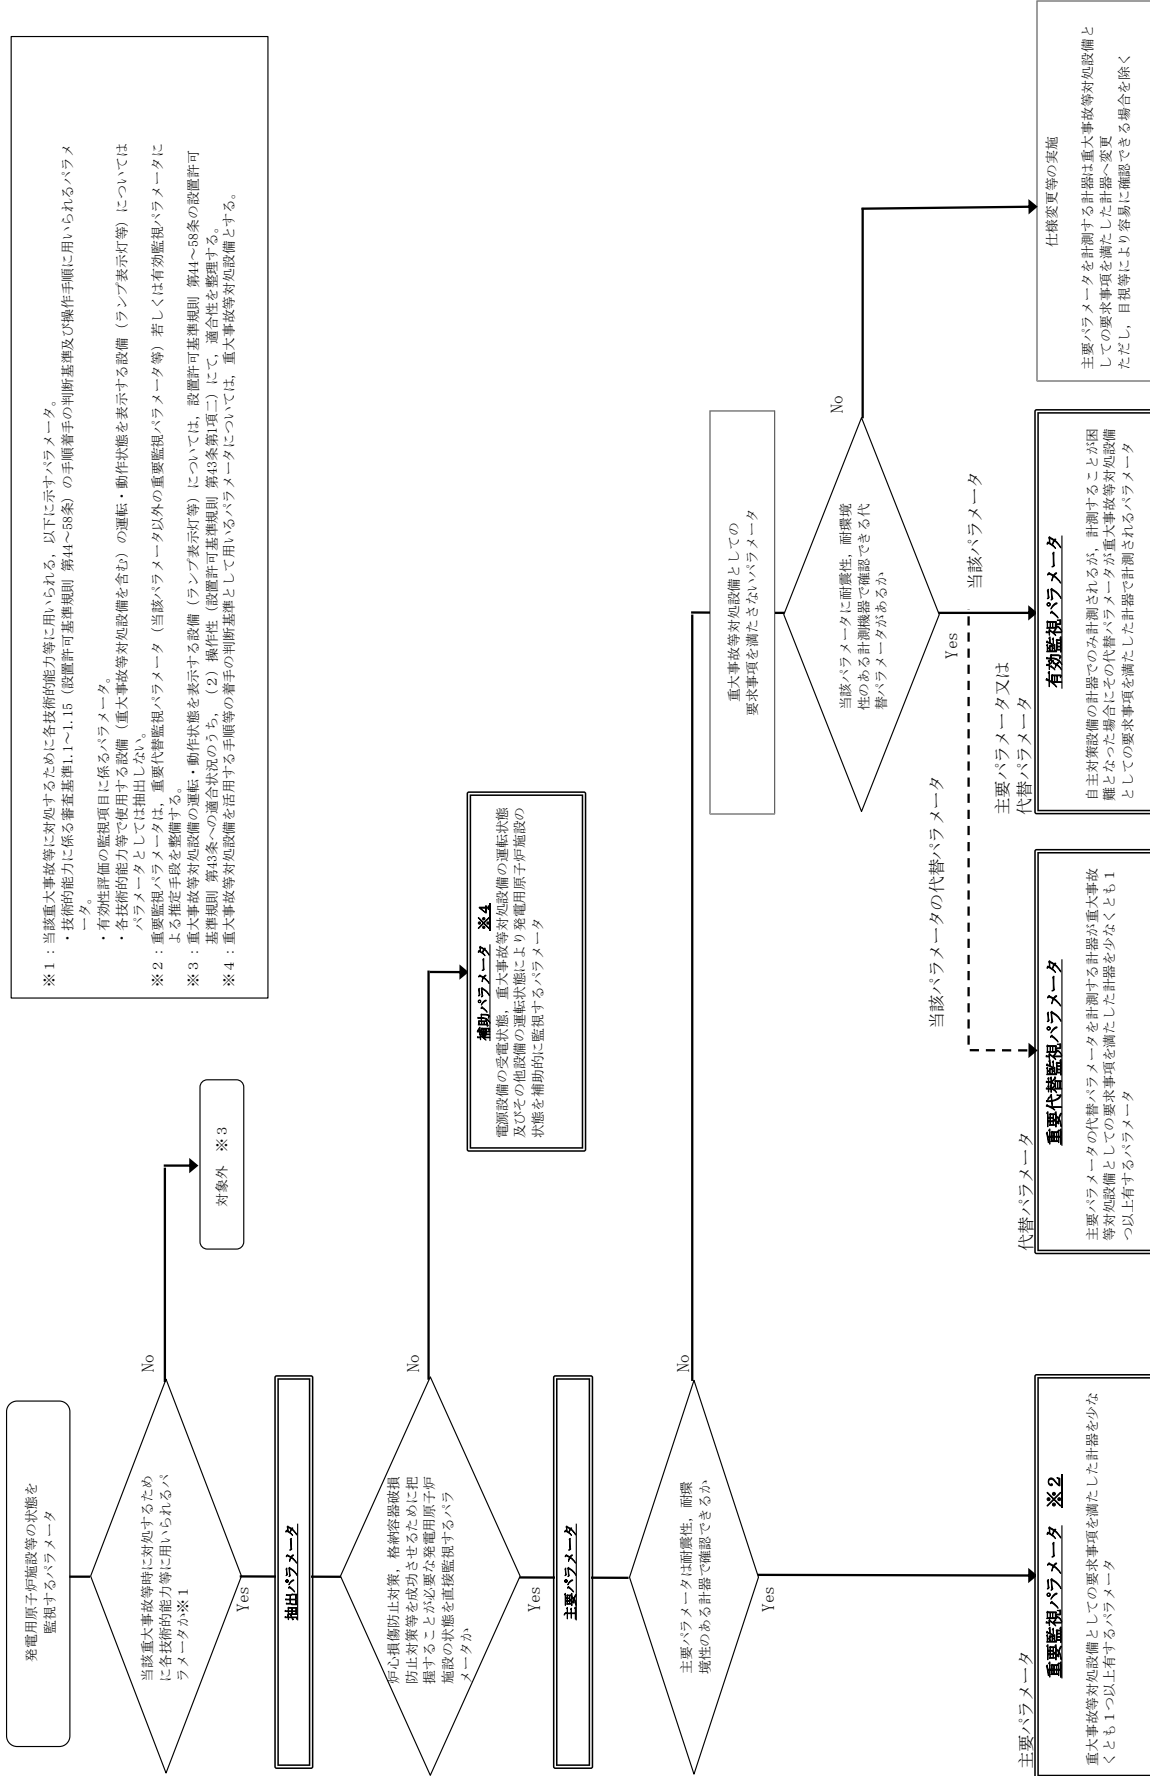 発電用原子炉施設等の状態を
監視するパラメータ
当該重大事故等時に対処するため
に各技術的能力等に用いられるパ
ラメータか※1
No
対象外 ※3
Yes
抽出パラメータ
炉心損傷防止対策，格納容器破損
防止対策等を成功させるために把
握することが必要な発電用原子炉
施設の状態を直接監視するパラ
メータか
No
補助パラメータ ※4
電源設備の受電状態，重大事故等対処設備の運転状態
及びその他設備の運転状態により発電用原子炉施設の
状態を補助的に監視するパラメータ
Yes
主要パラメータ
主要パラメータは耐震性，耐環
境性のある計器で確認できるか
No
Yes
重大事故等対処設備としての
要求事項を満たさないパラメータ
当該パラメータに耐震性，耐環境
性のある計測機器で確認できる代
替パラメータがあるか
No
Yes
当該パラメータ
当該パラメータの代替パラメータ
主要パラメータ
重要監視パラメータ ※2
重大事故等対処設備としての要求事項を満たした計器を少な
くとも1つ以上有するパラメータ
代替パラメータ
重要代替監視パラメータ
主要パラメータの代替パラメータを計測する計器が重大事故
等対処設備としての要求事項を満たした計器を少なくとも1
つ以上有するパラメータ
主要パラメータ又は
代替パラメータ
有効監視パラメータ
自主対策設備の計器でのみ計測されるが，計測することが困
難となった場合にその代替パラメータが重大事故等対処設備
としての要求事項を満たした計器で計測されるパラメータ
仕様変更等の実施
主要パラメータを計測する計器は重大事故等対処設備と
しての要求事項を満たした計器へ変更
ただし，目視等により容易に確認できる場合を除く
※1：当該重大事故等に対処するために各技術的能力等に用いられる，以下に示すパラメータ。
・技術的能力に係る審査基準1.1～1.15（設置許可基準規則 第44～58条）の手順着手の判断基準及び操作手順に用いられるパラメ
ータ。
・有効性評価の監視項目に係るパラメータ。
・各技術的能力等で使用する設備（重大事故等対処設備を含む）の運転・動作状態を表示する設備（ランプ表示灯等）については
パラメータとしては抽出しない。
※2：重要監視パラメータは，重要代替監視パラメータ（当該パラメータ以外の重要監視パラメータ等）若しくは有効監視パラメータに
よる推定手段を整備する。
※3：重大事故等対処設備の運転・動作状態を表示する設備（ランプ表示灯等）については，設置許可基準規則 第44～58条の設置許可
基準規則 第43条への適合状況のうち，（2）操作性（設置許可基準規則 第43条第1項二）にて，適合性を整理する。
※4：重大事故等対処設備を活用する手順等の着手の判断基準として用いるパラメータについては，重大事故等対処設備とする。